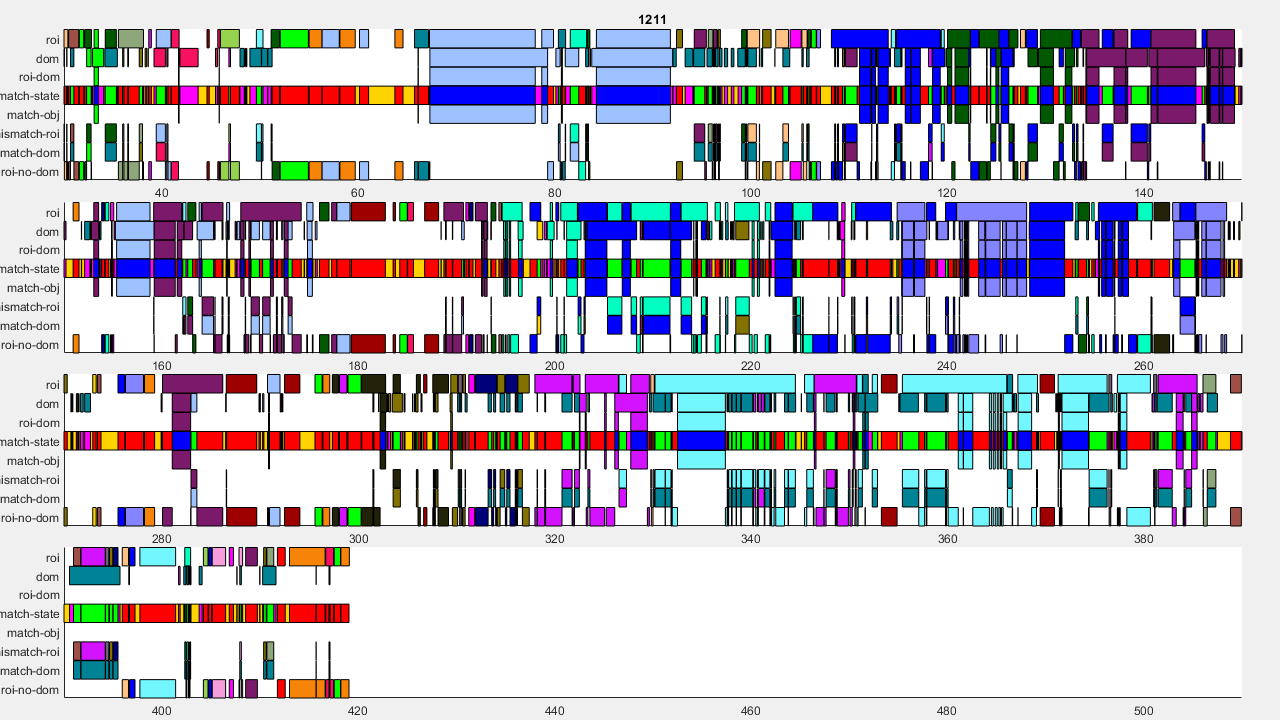 1211
roi
dom
roi-dom
match-state
match-obj
mismatch-roi
match-dom
roi-no-dom
40 60 80 100 120 140
roi
dom
roi-dom
match-state
match-obj
mismatch-roi
match-dom
roi-no-dom
160 180 200 220 240 260
roi
dom
roi-dom
match-state
match-obj
mismatch-roi
match-dom
roi-no-dom
280 300 320 340 360 380
roi
dom
roi-dom
match-state
match-obj
mismatch-roi
match-dom
roi-no-dom
400 420 440 460 480 500